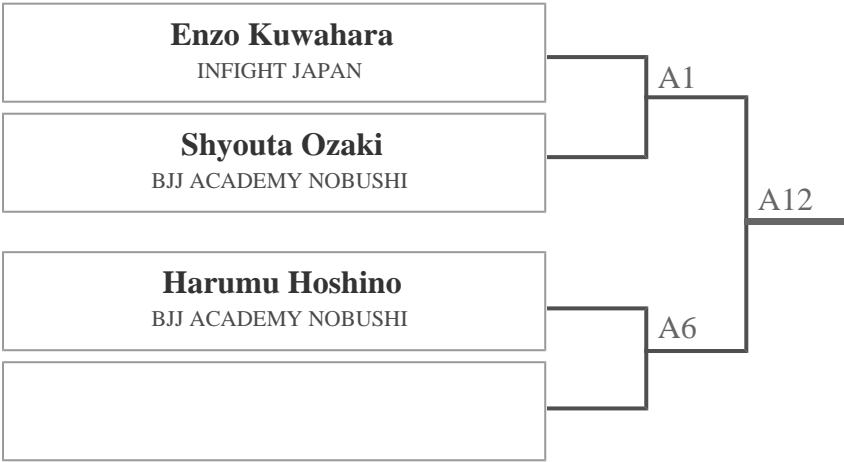 Enzo Kuwahara
INFIGHT JAPAN
A1
Shyouta Ozaki
BJJ ACADEMY NOBUSHI
A12
Harumu Hoshino
BJJ ACADEMY NOBUSHI
A6